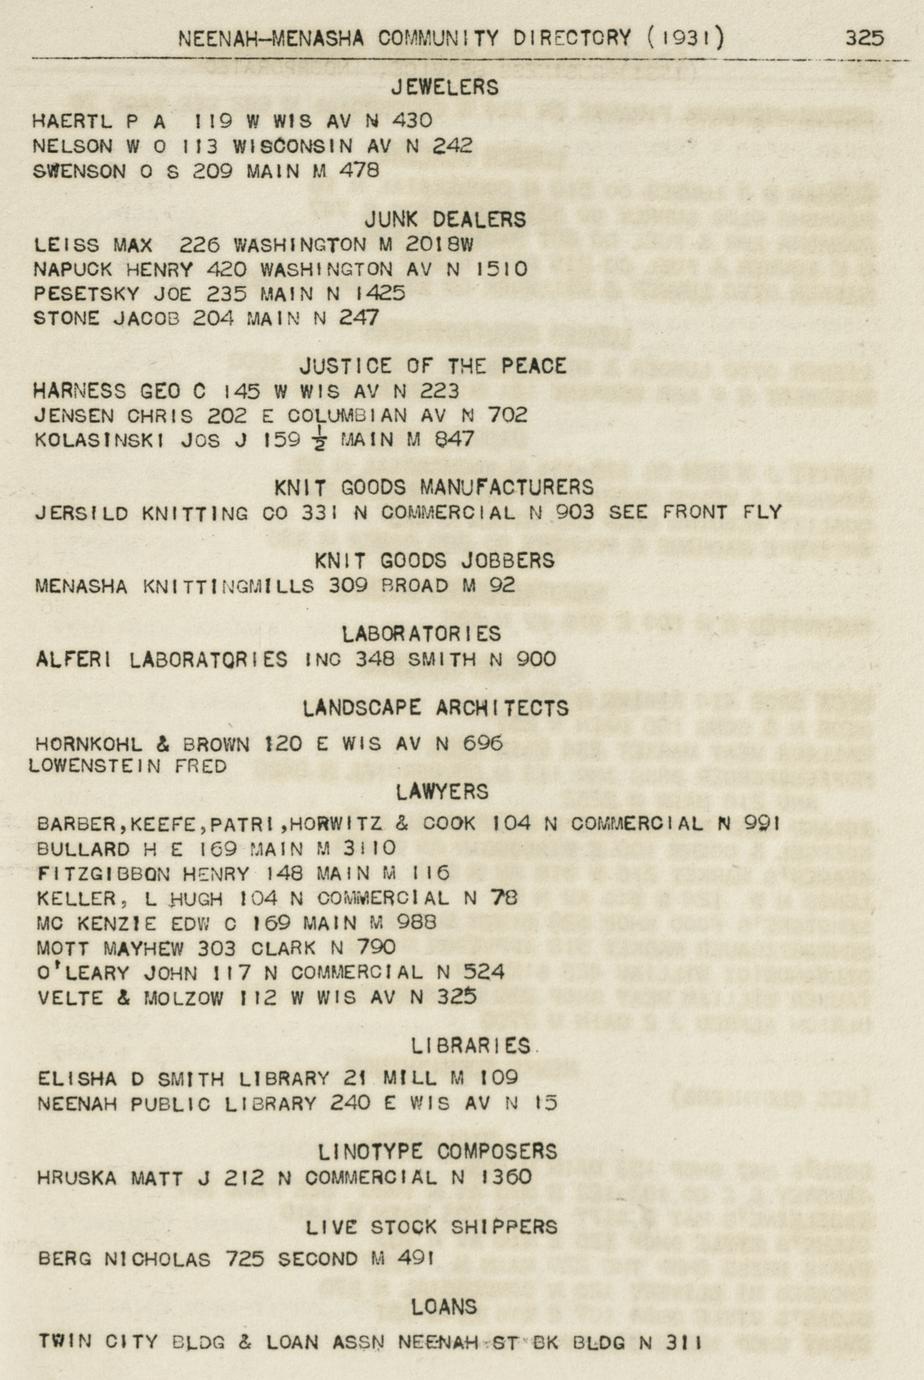 NEENAH-MENASHA COMMUNITY DIRECTORY (1931) 325
JEWELERS
HAERTL P A 119 W WIS AV N 430
NELSON W O 113 WISCONSIN AV N 242
SWENSON O S 209 MAIN M 478
JUNK DEALERS
LEISS MAX 226 WASHINGTON M 2018W
NAPUCK HENRY 420 WASHINGTON AV N 1510
PESETSKY JOE 235 MAIN N 1425
STONE JACOB 204 MAIN N 247
JUSTICE OF THE PEACE
HARNESS GEO C 145 W WIS AV N 223
JENSEN CHRIS 202 E COLUMBIAN AV N 702
KOLASINSKI JOS J 159 ½ MAIN M 847
KNIT GOODS MANUFACTURERS
JERSILD KNITTING CO 331 N COMMERCIAL N 903 SEE FRONT FLY
KNIT GOODS JOBBERS
MENASHA KNITTINGMILLS 309 BROAD M 92
LABORATORIES
ALFERI LABORATORIES INC 348 SMITH N 900
LANDSCAPE ARCHITECTS
HORNKOHL & BROWN 120 E WIS AV N 696
LOWENSTEIN FRED
LAWYERS
BARBER,KEEFE,PATRI,HORWITZ & COOK 104 N COMMERCIAL N 991
BULLARD H E 169 MAIN M 3110
FITZGIBBON HENRY 148 MAIN M 116
KELLER, L HUGH 104 N COMMERCIAL N 78
MC KENZIE EDW C 169 MAIN M 988
MOTT MAYHEW 303 CLARK N 790
O'LEARY JOHN 117 N COMMERCIAL N 524
VELTE & MOLZOW 112 W WIS AV N 325
LIBRARIES
ELISHA D SMITH LIBRARY 21 MILL M 109
NEENAH PUBLIC LIBRARY 240 E WIS AV N 15
LINOTYPE COMPOSERS
HRUSKA MATT J 212 N COMMERCIAL N 1360
LIVE STOCK SHIPPERS
BERG NICHOLAS 725 SECOND M 491
LOANS
TWIN CITY BLDG & LOAN ASSN NEENAH ST BK BLDG N 311